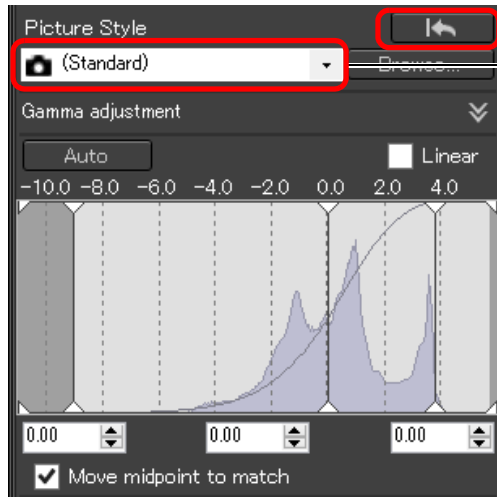 Picture Style
(Standard)
Browse...
Gamma adjustment
Auto
Linear
-10.0 -8.0 -6.0 -4.0 -2.0 0.0 2.0 4.0
0.00 0.00 0.00
Move midpoint to match